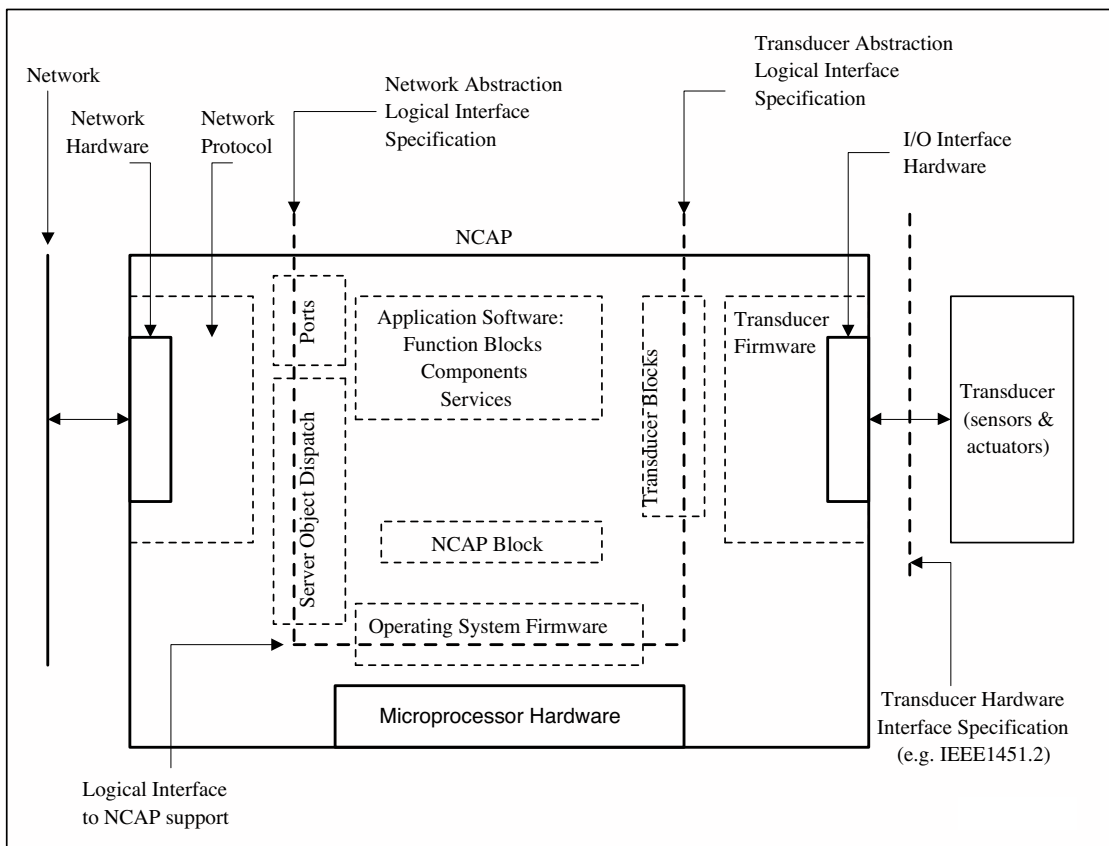 Network
Network
Hardware
Network
Protocol
Network Abstraction
Logical Interface
Specification
Transducer Abstraction
Logical Interface
Specification
I/O Interface
Hardware
NCAP
Ports
Server Object Dispatch
Application Software:
Function Blocks
Components
Services
NCAP Block
Operating System Firmware
Transducer Blocks
Transducer
Firmware
Transducer
(sensors &
actuators)
Microprocessor Hardware
Logical Interface
to NCAP support
Transducer Hardware
Interface Specification
(e.g. IEEE1451.2)